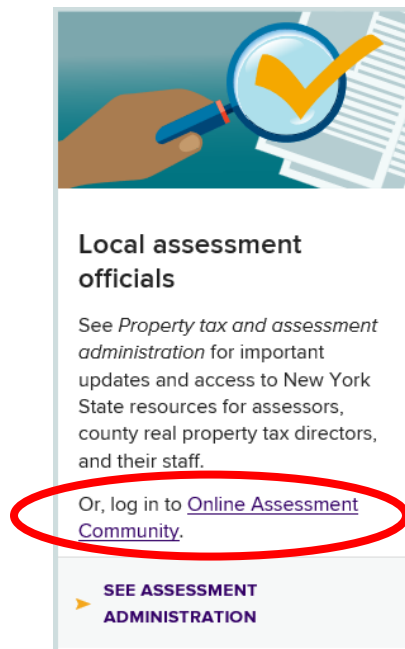 Local assessment
officials
See Property tax and assessment
administration for important
updates and access to New York
State resources for assessors,
county real property tax directors,
and their staff.
Or, log in to Online Assessment
Community.
SEE ASSESSMENT
ADMINISTRATION